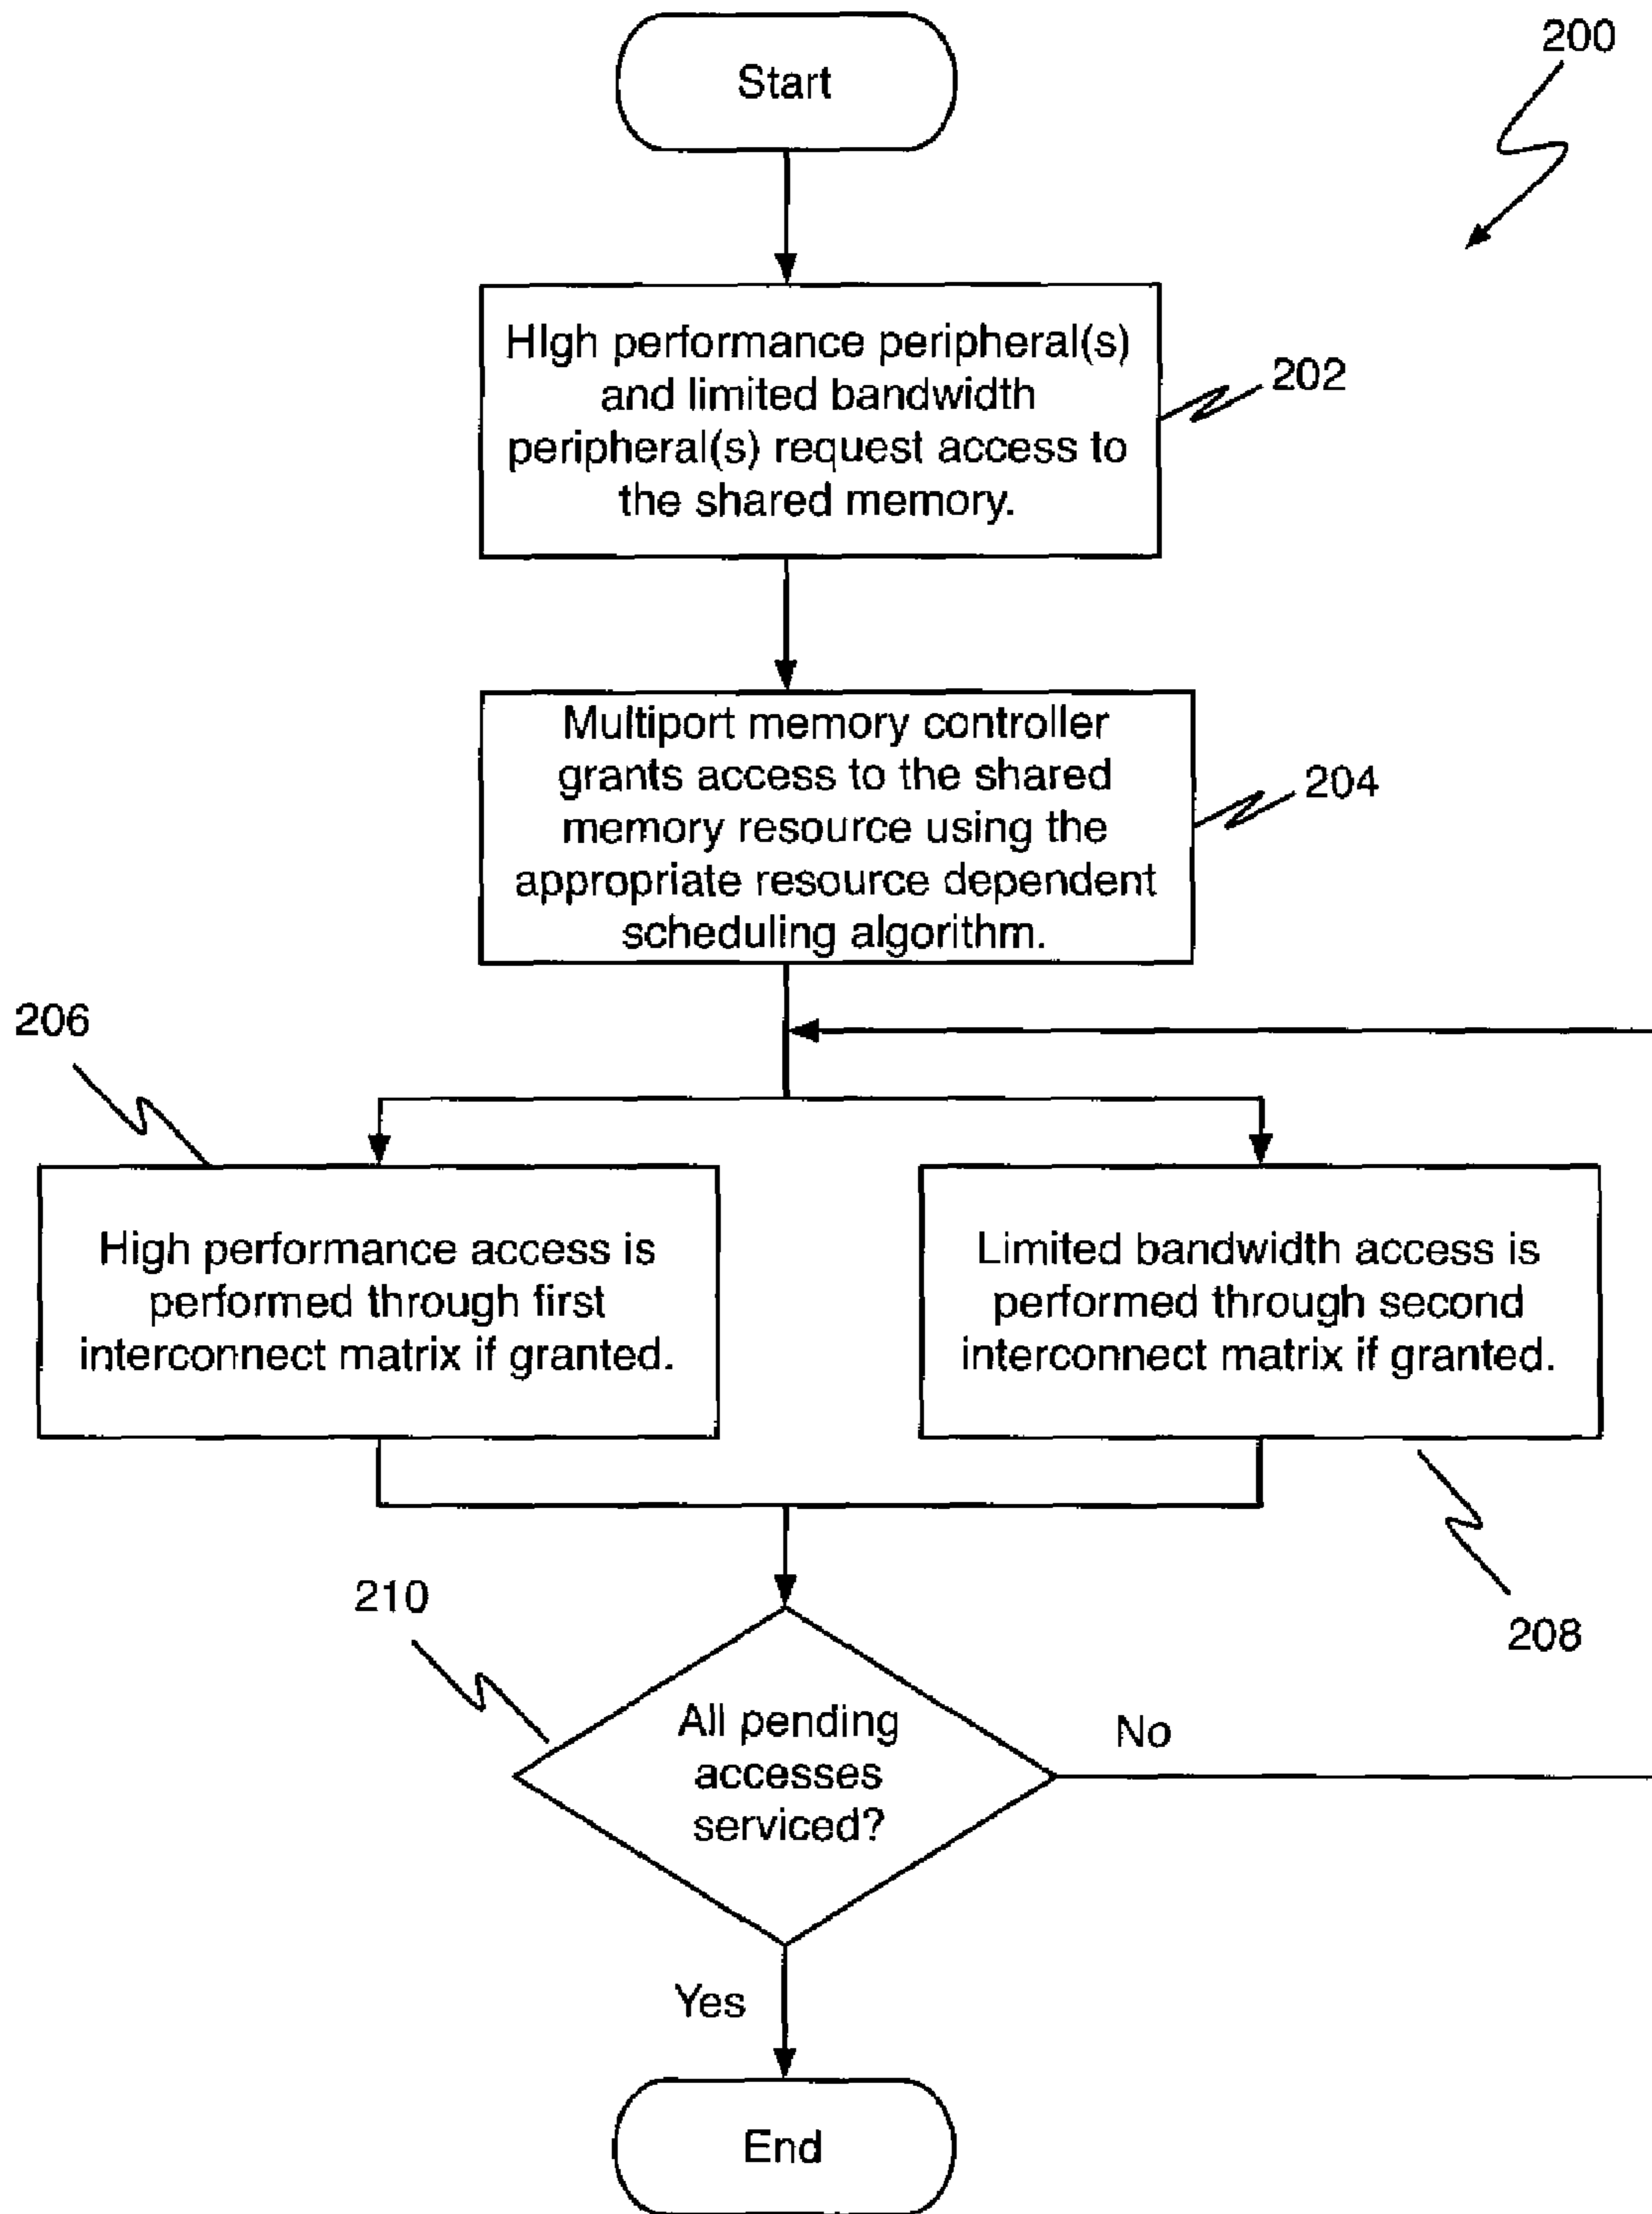 Start
200
HIgh performance peripheral(s)
and limited bandwidth
peripheral(s) request access to
the shared memory.
202
Multiport memory controller
grants access to the shared
memory resource using the
appropriate resource dependent
scheduling algorithm.
204
206
High performance access is
performed through first
interconnect matrix if granted.
Limited bandwidth access is
performed through second
interconnect matrix if granted.
208
210
All pending
accesses
serviced?
No
Yes
End